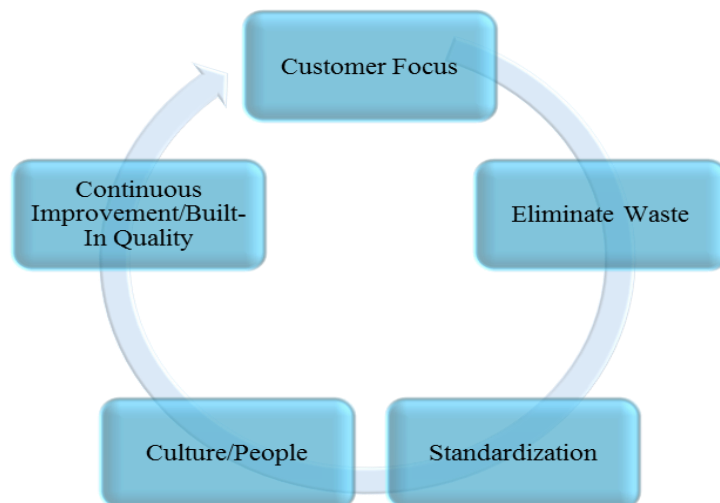 Customer Focus
Eliminate Waste
Standardization
Culture/People
Continuous
Improvement/Built-
In Quality